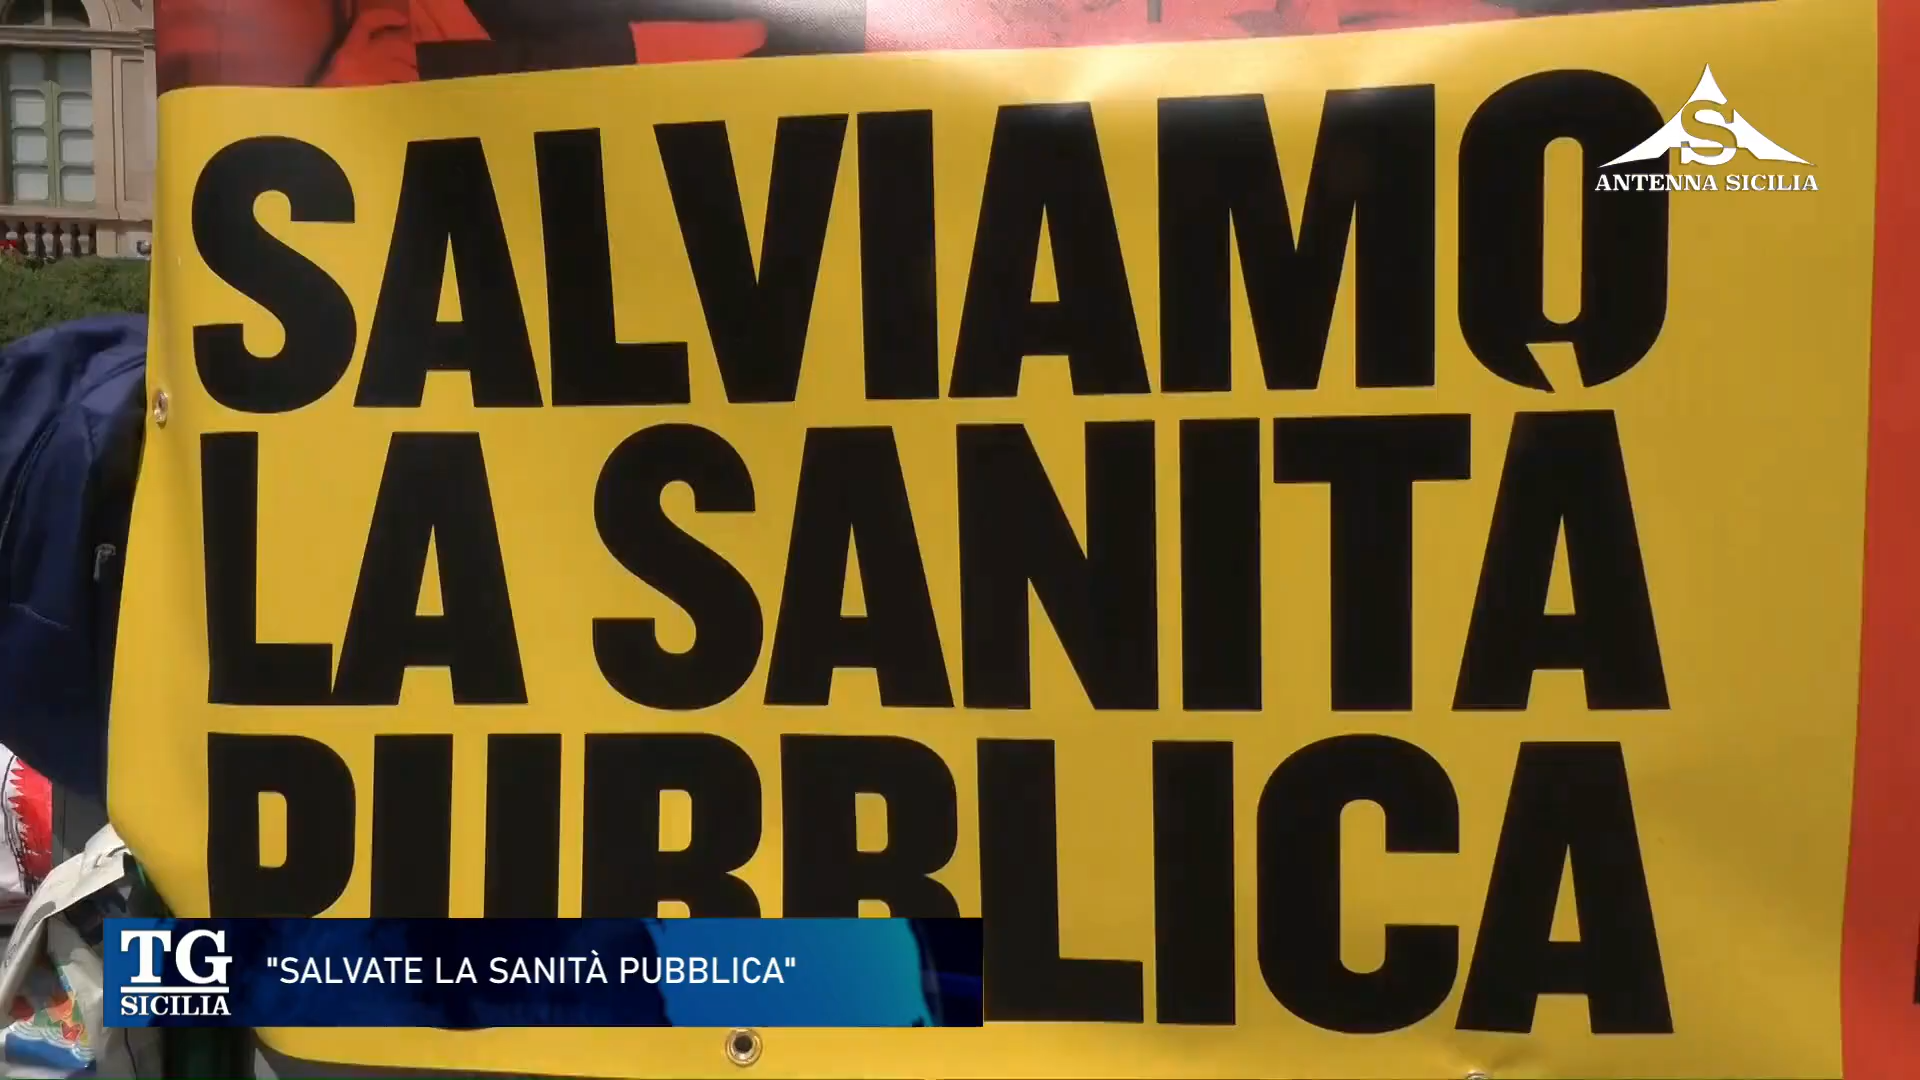 SALVIAMO
LA SANITÀ
PUBBLICA
S
ANTENNA SICILIA
TG
SICILIA
"SALVATE LA SANITÀ PUBBLICA"